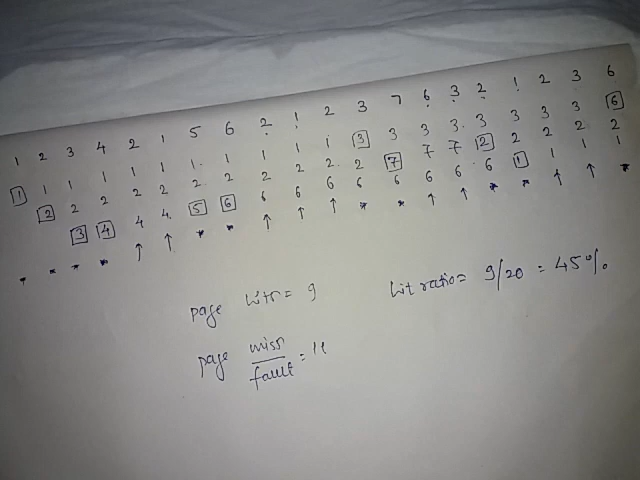 1 2 3 4 2 1 5 6 2 1 2 3 7 6 3 2 1 2 3 6
1 1 1 1 1 1 1 1 1 1 1 3 3 3 3 3 3 3 3 6
2 2 2 2 2 2 2 2 2 2 2 7 7 7 2 2 2 2 2
3 4 4 4 5 6 6 6 6 6 6 6 6 6 1 1 1 1
* * * * ↑ ↑ * * ↑ ↑ ↑ * * ↑ ↑ * * ↑ ↑ *
page hits = 9 hit ratio = 9/20 = 45%
page miss/fault = 11